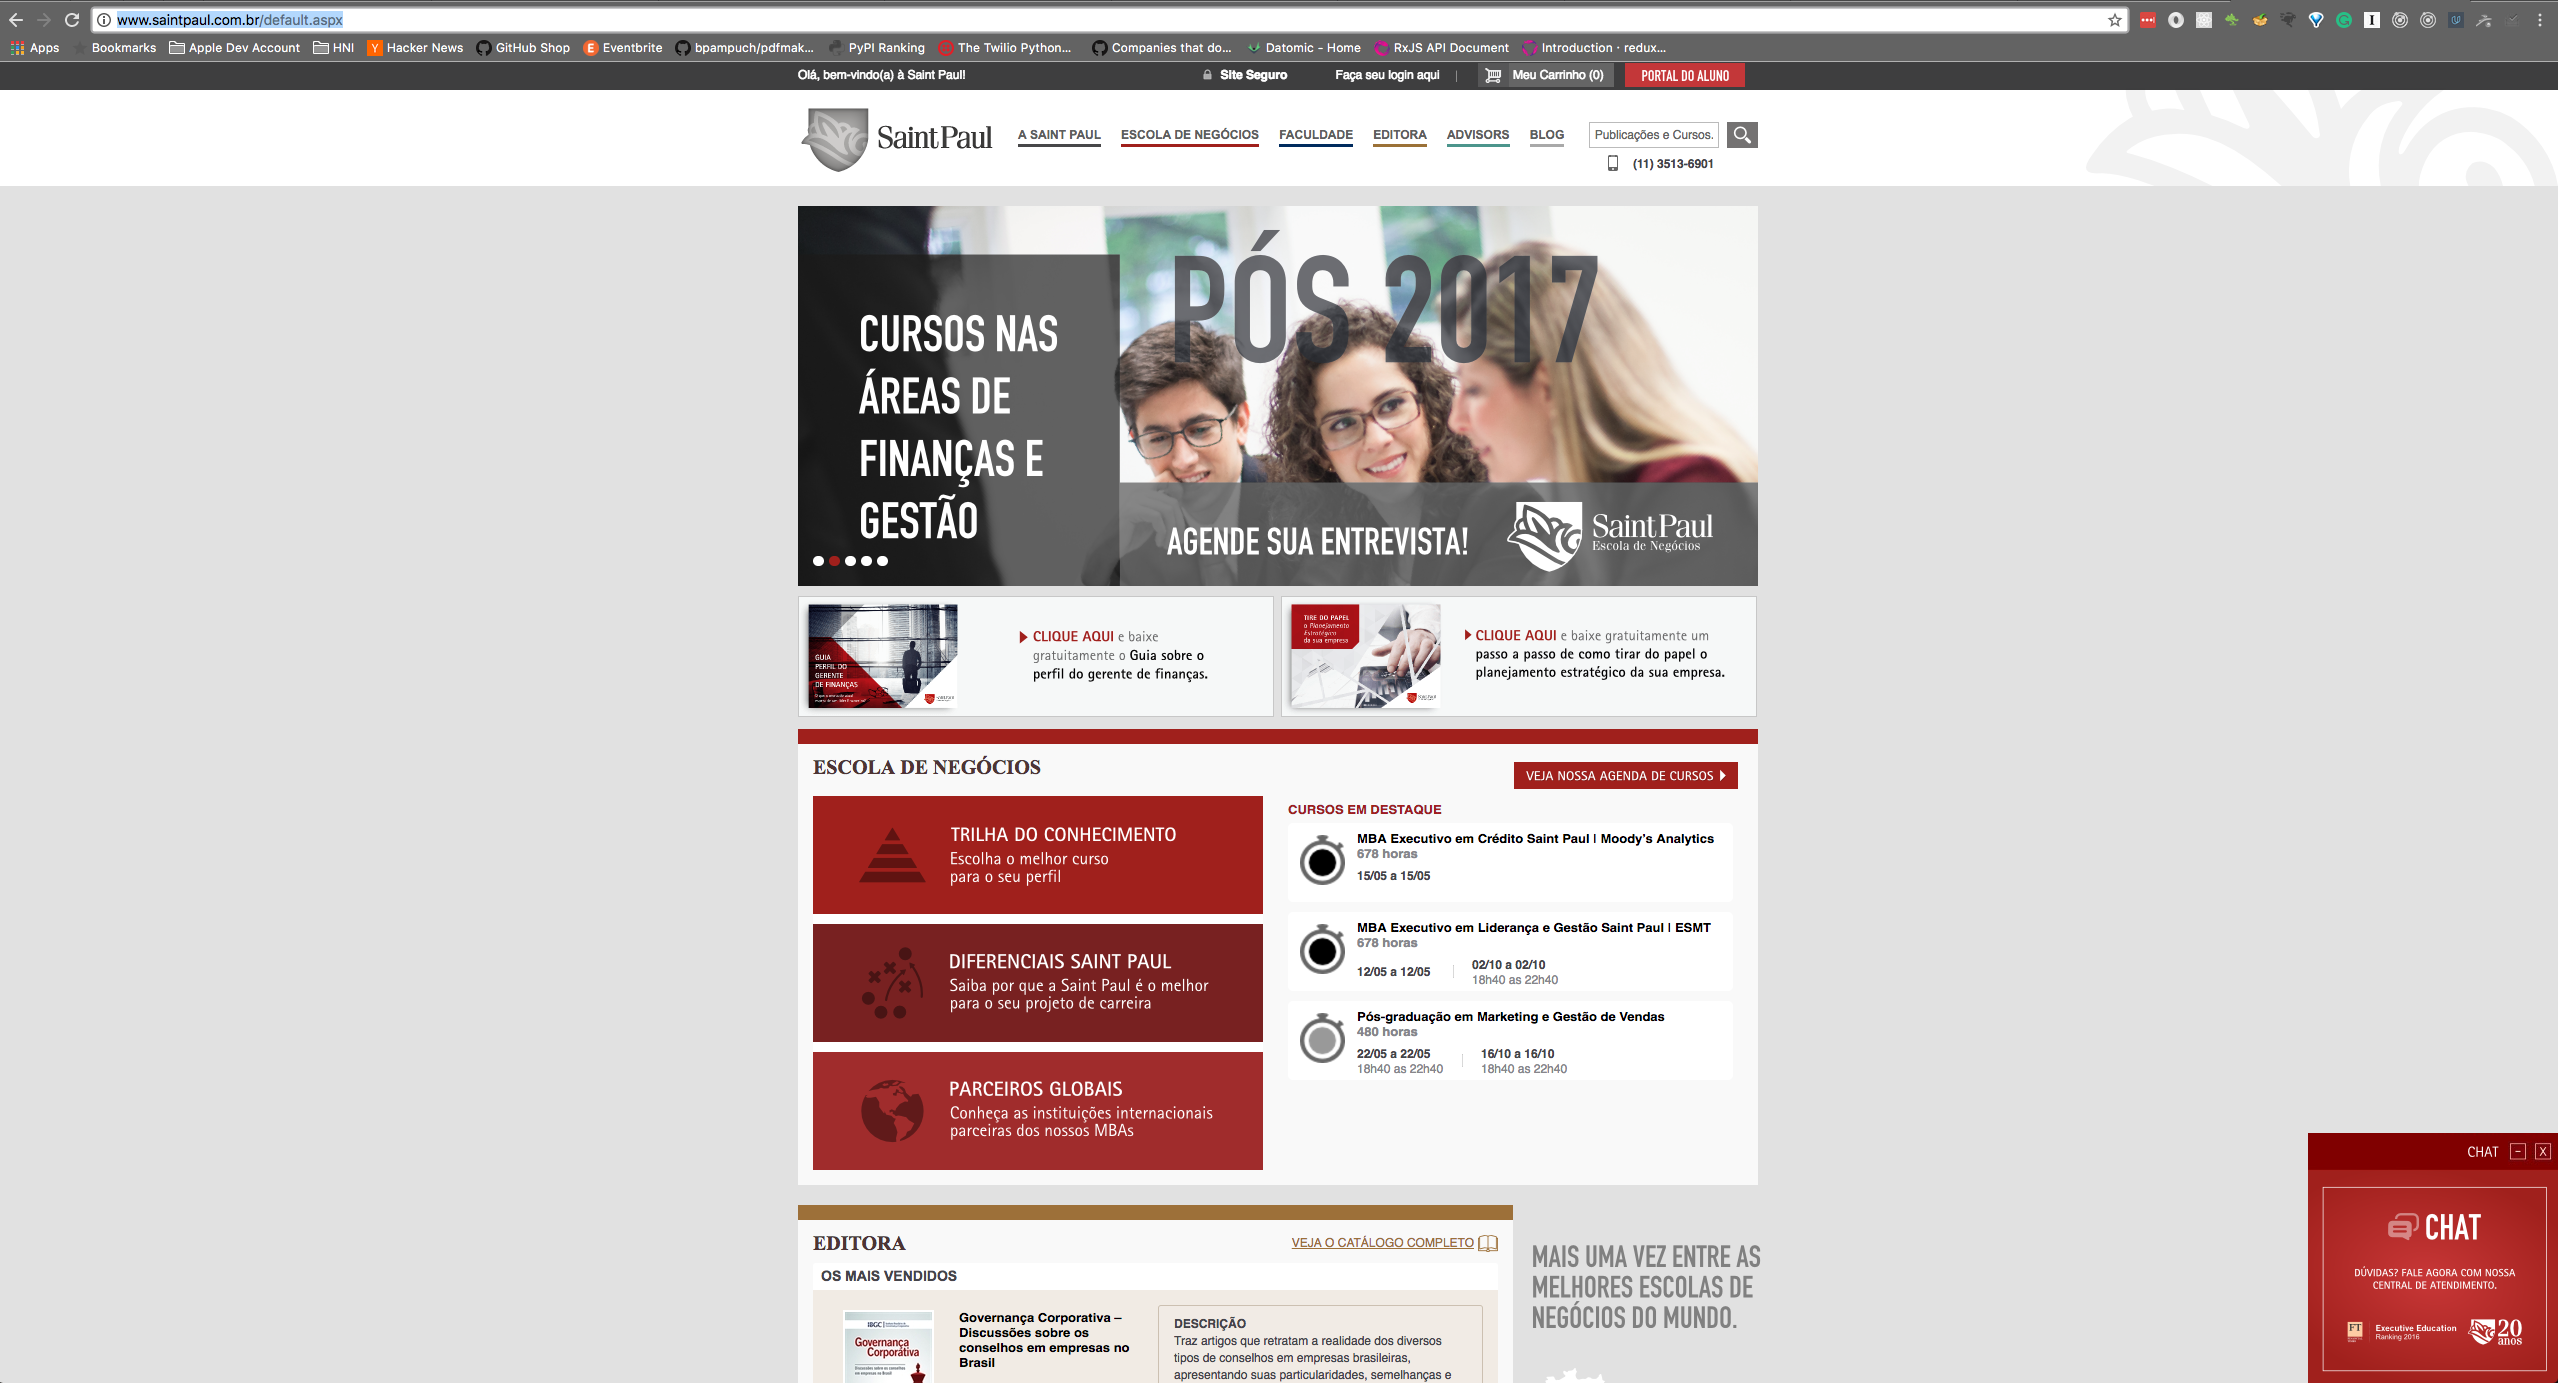 www.saintpaul.com.br/default.aspx
Apps Bookmarks Apple Dev Account HNI Hacker News GitHub Shop Eventbrite bpampuch/pdfmak... PyPI Ranking The Twilio Python... Companies that do... Datomic - Home RxJS API Document Introduction · redux...
Olá, bem-vindo(a) à Saint Paul! Site Seguro Faça seu login aqui | Meu Carrinho (0) PORTAL DO ALUNO
Saint Paul A SAINT PAUL ESCOLA DE NEGÓCIOS FACULDADE EDITORA ADVISORS BLOG Publicações e Cursos.
(11) 3513-6901
PÓS 2017
CURSOS NAS
ÁREAS DE
FINANÇAS E
GESTÃO
AGENDE SUA ENTREVISTA!
Saint Paul
Escola de Negócios
GUIA
PERFIL DO
GERENTE
DE FINANÇAS
CLIQUE AQUI e baixe
gratuitamente o Guia sobre o
perfil do gerente de finanças.
TIRE DO PAPEL
o Planejamento
Estratégico
da sua empresa
CLIQUE AQUI e baixe gratuitamente um
passo a passo de como tirar do papel o
planejamento estratégico da sua empresa.
ESCOLA DE NEGÓCIOS
VEJA NOSSA AGENDA DE CURSOS
TRILHA DO CONHECIMENTO
Escolha o melhor curso
para o seu perfil
DIFERENCIAIS SAINT PAUL
Saiba por que a Saint Paul é o melhor
para o seu projeto de carreira
PARCEIROS GLOBAIS
Conheça as instituições internacionais
parceiras dos nossos MBAs
CURSOS EM DESTAQUE
MBA Executivo em Crédito Saint Paul | Moody's Analytics
678 horas
15/05 a 15/05
MBA Executivo em Liderança e Gestão Saint Paul | ESMT
678 horas
12/05 a 12/05
02/10 a 02/10
18h40 as 22h40
Pós-graduação em Marketing e Gestão de Vendas
480 horas
22/05 a 22/05 16/10 a 16/10
18h40 as 22h40 18h40 as 22h40
EDITORA
VEJA O CATÁLOGO COMPLETO
OS MAIS VENDIDOS
IBGC
Governança
Corporativa
Governança Corporativa –
Discussões sobre os
conselhos em empresas no
Brasil
DESCRIÇÃO
Traz artigos que retratam a realidade dos diversos
tipos de conselhos em empresas brasileiras,
apresentando suas particularidades, semelhanças e
MAIS UMA VEZ ENTRE AS
MELHORES ESCOLAS DE
NEGÓCIOS DO MUNDO.
CHAT – X
CHAT
DÚVIDAS? FALE AGORA COM NOSSA
CENTRAL DE ATENDIMENTO.
FT Executive Education
Ranking 2016
20
anos